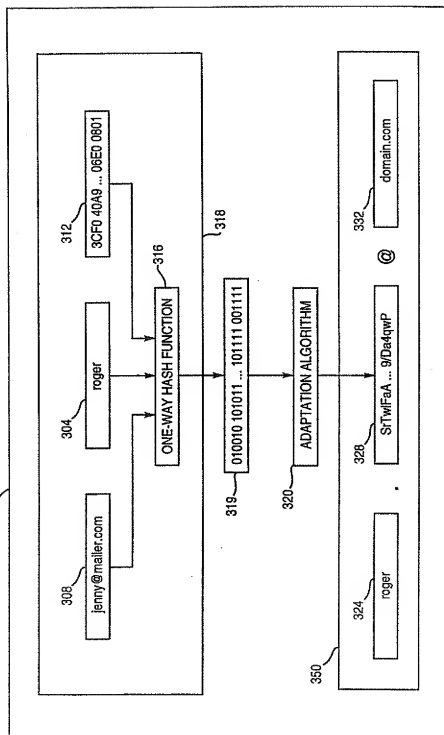 308
jenny@mailer.com
304
roger
312
3CF0 40A9 ... 06E0 0801
316
ONE-WAY HASH FUNCTION
318
010010 101011 ... 101111 001111
319
ADAPTATION ALGORITHM
320
350
324
roger
.
328
SrTwlFaA ... 9/Da4qwP
@
332
domain.com